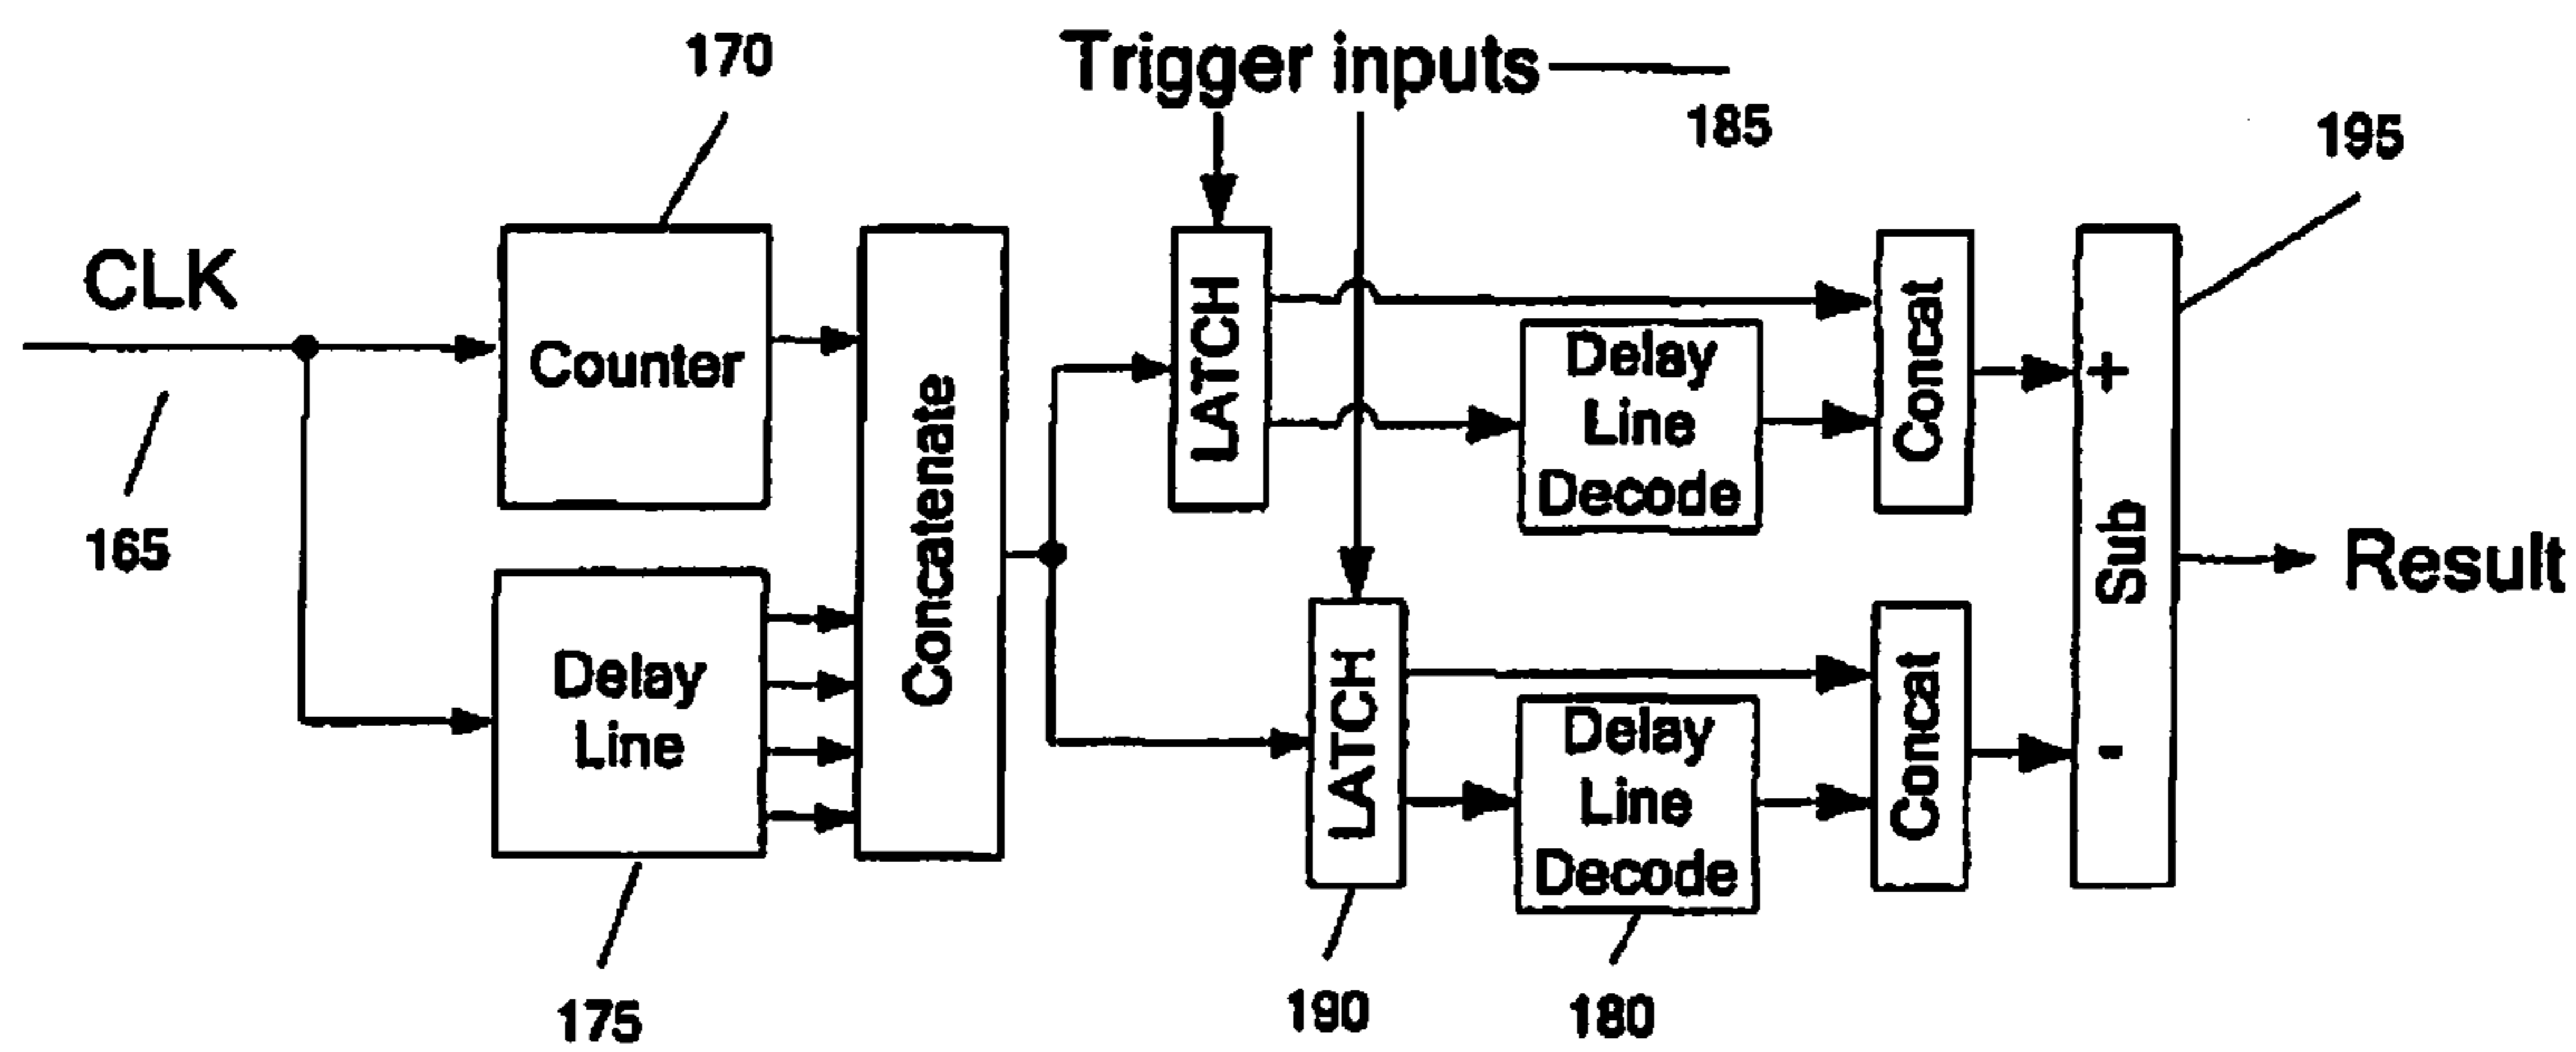 170
Trigger inputs
185
195
CLK
165
Counter
Delay
Line
175
Concatenate
LATCH
Delay
Line
Decode
Concat
LATCH
190
Delay
Line
Decode
180
Concat
+
Sub
-
Result